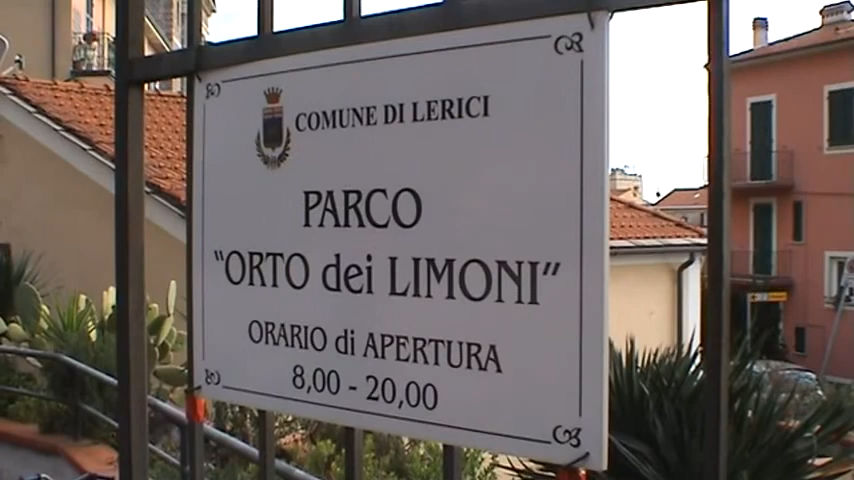 COMUNE DI LERICI
PARCO
"ORTO dei LIMONI"
ORARIO di APERTURA
8,00 - 20,00